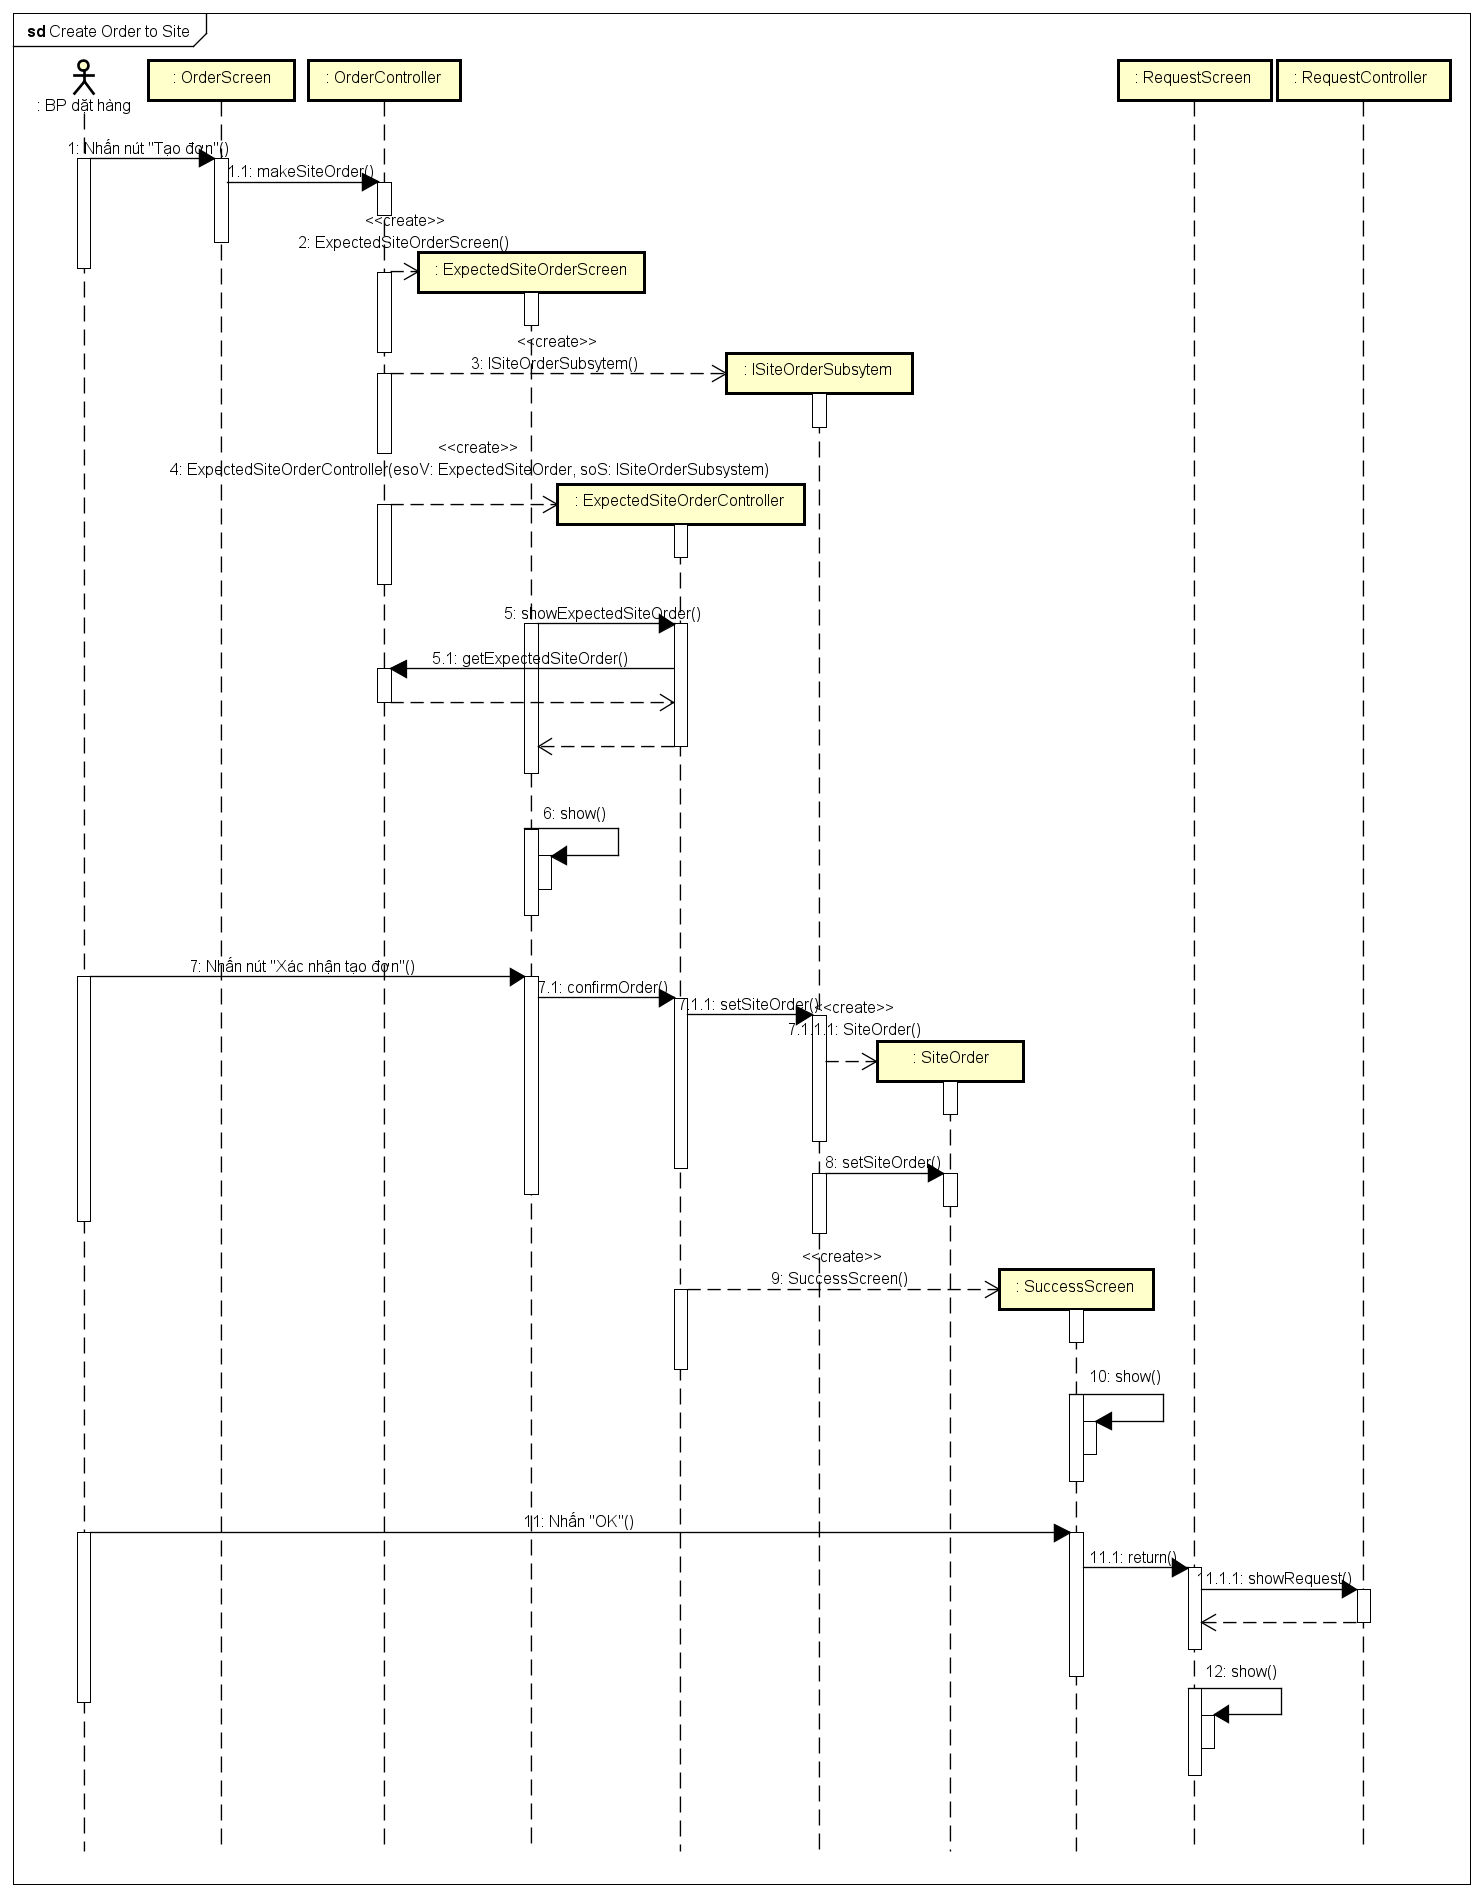 sd Create Order to Site
: BP đặt hàng
: OrderScreen
: OrderController
: RequestScreen
: RequestController
1: Nhấn nút "Tạo đơn"()
1.1: makeSiteOrder()
<<create>>
2: ExpectedSiteOrderScreen()
: ExpectedSiteOrderScreen
<<create>>
3: ISiteOrderSubsytem()
: ISiteOrderSubsytem
<<create>>
4: ExpectedSiteOrderController(esoV: ExpectedSiteOrder, soS: ISiteOrderSubsystem)
: ExpectedSiteOrderController
5: showExpectedSiteOrder()
5.1: getExpectedSiteOrder()
6: show()
7: Nhấn nút "Xác nhận tạo đơn"()
7.1: confirmOrder()
7.1.1: setSiteOrder()
<<create>>
7.1.1.1: SiteOrder()
: SiteOrder
8: setSiteOrder()
<<create>>
9: SuccessScreen()
: SuccessScreen
10: show()
11: Nhấn "OK"()
11.1: return()
11.1.1: showRequest()
12: show()